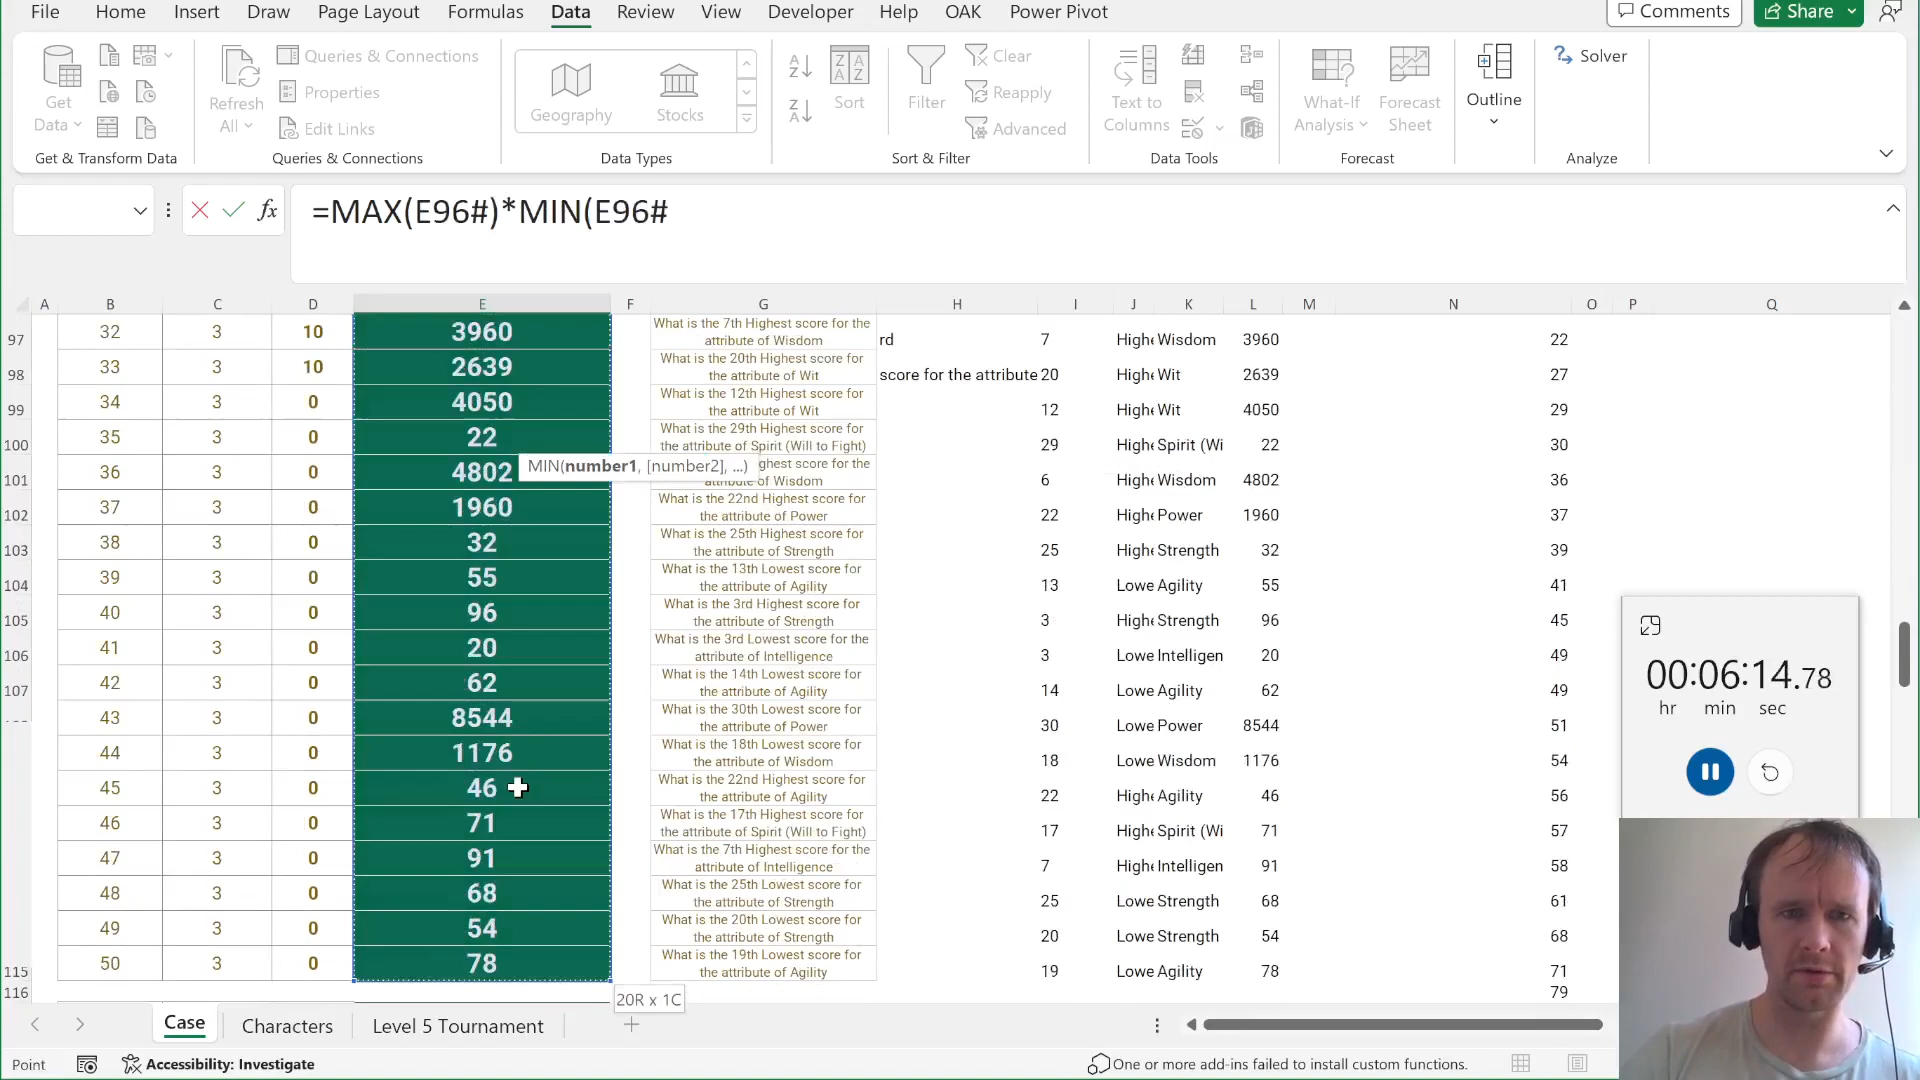 File Home Insert Draw Page Layout Formulas Data Review View Developer Help OAK Power Pivot Comments Share
Get
Data
Get & Transform Data
Refresh
All
Queries & Connections
Properties
Edit Links
Queries & Connections
Geography
Stocks
Data Types
Sort
Filter
Clear
Reapply
Advanced
Sort & Filter
Text to
Columns
Data Tools
What-If
Analysis
Forecast
Sheet
Forecast
Outline
Solver
Analyze
fx =MAX(E96#)*MIN(E96#
A B C D E F G H I J K L M N O P Q
97 32 3 10 3960 What is the 7th Highest score for the attribute of Wisdom rd 7 Highe Wisdom 3960 22
98 33 3 10 2639 What is the 20th Highest score for the attribute of Wit score for the attribute 20 Highe Wit 2639 27
99 34 3 0 4050 What is the 12th Highest score for the attribute of Wit 12 Highe Wit 4050 29
100 35 3 0 22 What is the 29th Highest score for the attribute of Spirit (Will to Fight) 29 Highe Spirit (Wi 22 30
MIN(number1, [number2], ...)
101 36 3 0 4802 ghest score for the attribute of Wisdom 6 Highe Wisdom 4802 36
102 37 3 0 1960 What is the 22nd Highest score for the attribute of Power 22 Highe Power 1960 37
103 38 3 0 32 What is the 25th Highest score for the attribute of Strength 25 Highe Strength 32 39
104 39 3 0 55 What is the 13th Lowest score for the attribute of Agility 13 Lowe Agility 55 41
105 40 3 0 96 What is the 3rd Highest score for the attribute of Strength 3 Highe Strength 96 45
106 41 3 0 20 What is the 3rd Lowest score for the attribute of Intelligence 3 Lowe Intelligen 20 49
107 42 3 0 62 What is the 14th Lowest score for the attribute of Agility 14 Lowe Agility 62 49
43 3 0 8544 What is the 30th Lowest score for the attribute of Power 30 Lowe Power 8544 51
44 3 0 1176 What is the 18th Lowest score for the attribute of Wisdom 18 Lowe Wisdom 1176 54
45 3 0 46 What is the 22nd Highest score for the attribute of Agility 22 Highe Agility 46 56
46 3 0 71 What is the 17th Highest score for the attribute of Spirit (Will to Fight) 17 Highe Spirit (Wi 71 57
47 3 0 91 What is the 7th Highest score for the attribute of Intelligence 7 Highe Intelligen 91 58
48 3 0 68 What is the 25th Lowest score for the attribute of Strength 25 Lowe Strength 68 61
49 3 0 54 What is the 20th Lowest score for the attribute of Strength 20 Lowe Strength 54 68
115 50 3 0 78 What is the 19th Lowest score for the attribute of Agility 19 Lowe Agility 78 71
116 79
20R x 1C
00:06:14.78
hr min sec
Case Characters Level 5 Tournament
Point Accessibility: Investigate One or more add-ins failed to install custom functions.